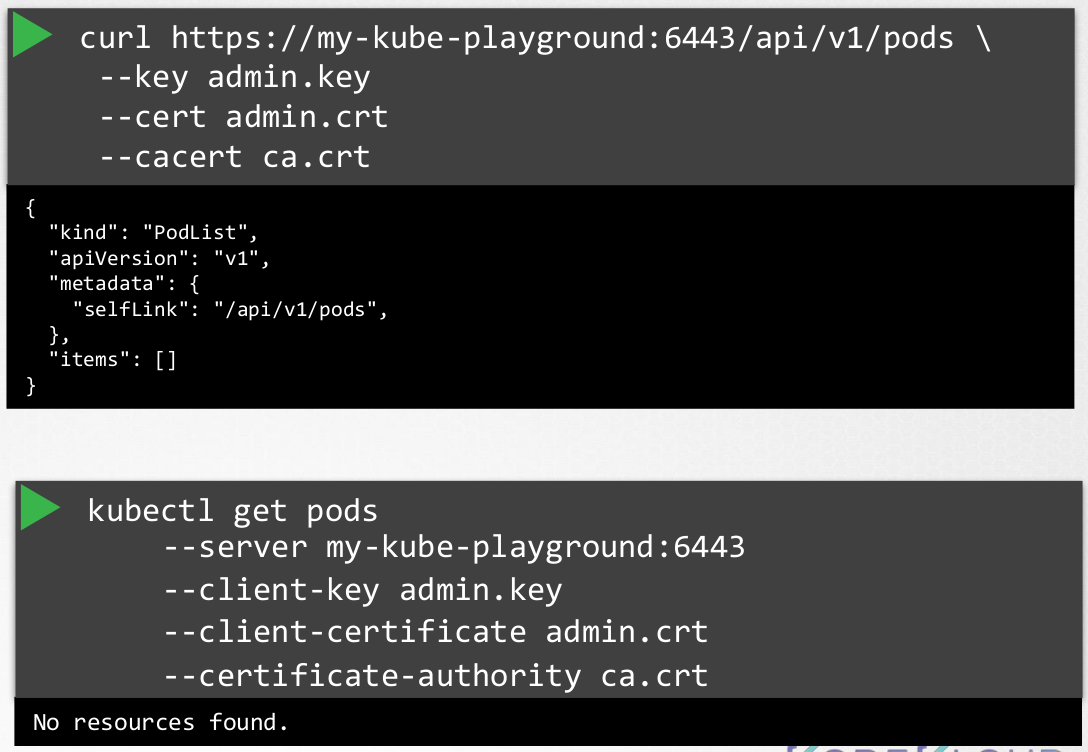 curl https://my-kube-playground:6443/api/v1/pods \
--key admin.key
--cert admin.crt
--cacert ca.crt
{
"kind": "PodList",
"apiVersion": "v1",
"metadata": {
"selfLink": "/api/v1/pods",
},
"items": []
}
kubectl get pods
--server my-kube-playground:6443
--client-key admin.key
--client-certificate admin.crt
--certificate-authority ca.crt
No resources found.